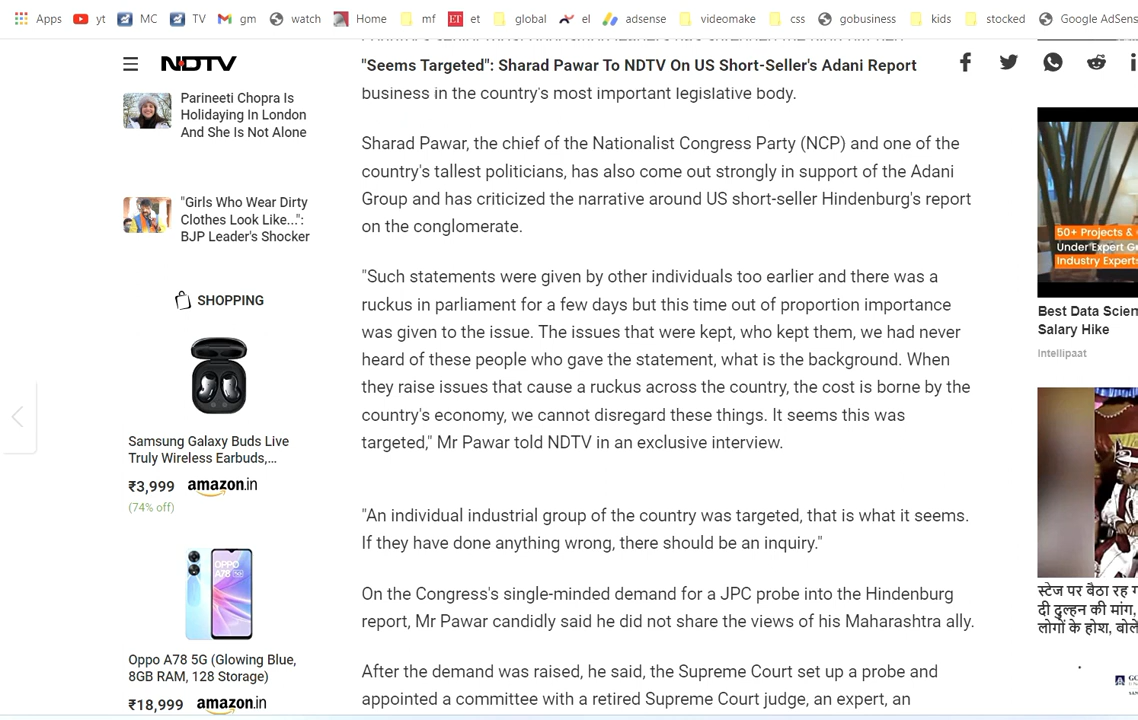 Apps
yt
MC
TV
gm
watch
Home
mf
ET
et
global
el
adsense
videomake
css
gobusiness
kids
stocked
Google AdSens
NDTV
"Seems Targeted": Sharad Pawar To NDTV On US Short-Seller's Adani Report
business in the country's most important legislative body.
Sharad Pawar, the chief of the Nationalist Congress Party (NCP) and one of the
country's tallest politicians, has also come out strongly in support of the Adani
Group and has criticized the narrative around US short-seller Hindenburg's report
on the conglomerate.
"Such statements were given by other individuals too earlier and there was a
ruckus in parliament for a few days but this time out of proportion importance
was given to the issue. The issues that were kept, who kept them, we had never
heard of these people who gave the statement, what is the background. When
they raise issues that cause a ruckus across the country, the cost is borne by the
country's economy, we cannot disregard these things. It seems this was
targeted," Mr Pawar told NDTV in an exclusive interview.
"An individual industrial group of the country was targeted, that is what it seems.
If they have done anything wrong, there should be an inquiry."
On the Congress's single-minded demand for a JPC probe into the Hindenburg
report, Mr Pawar candidly said he did not share the views of his Maharashtra ally.
After the demand was raised, he said, the Supreme Court set up a probe and
appointed a committee with a retired Supreme Court judge, an expert, an
Parineeti Chopra Is
Holidaying In London
And She Is Not Alone
"Girls Who Wear Dirty
Clothes Look Like...":
BJP Leader's Shocker
SHOPPING
Samsung Galaxy Buds Live
Truly Wireless Earbuds,...
₹3,999 amazon.in
(74% off)
OPPO
A78 5G
Oppo A78 5G (Glowing Blue,
8GB RAM, 128 Storage)
₹18,999 amazon.in
50+ Projects &
Under Expert
Industry Experts
Best Data Scien
Salary Hike
Intellipaat
स्टेज पर बैठा रह ग
दी दुल्हन की मांग,
लोगों के होश, बोले